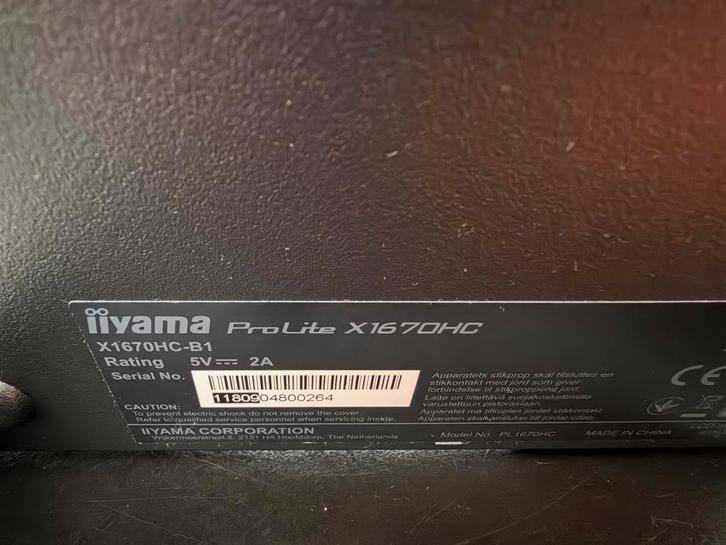 iiyama ProLite X1670HC
X1670HC-B1
Rating 5V⎓ 2A
Serial No.
1180904800264
CAUTION:
To prevent electric shock do not remove the cover.
Refer to qualified service personnel when servicing inside.
IIYAMA CORPORATION
Wijkermeerstraat 8, 2131 HA Hoofddorp, The Netherlands
Apparatets stikprop skal tilsluttes en
stikkontakt med jord som giver
forbindelse til stikproppens jord.
Laite on liitettävä suojakoskettimilla
varustettuun pistorasiaan.
Apparatet må tilkoples jordet stikkontakt
Apparaten skall anslutas till jordat uttag
Model No. PL1670HC
MADE IN CHINA
CE